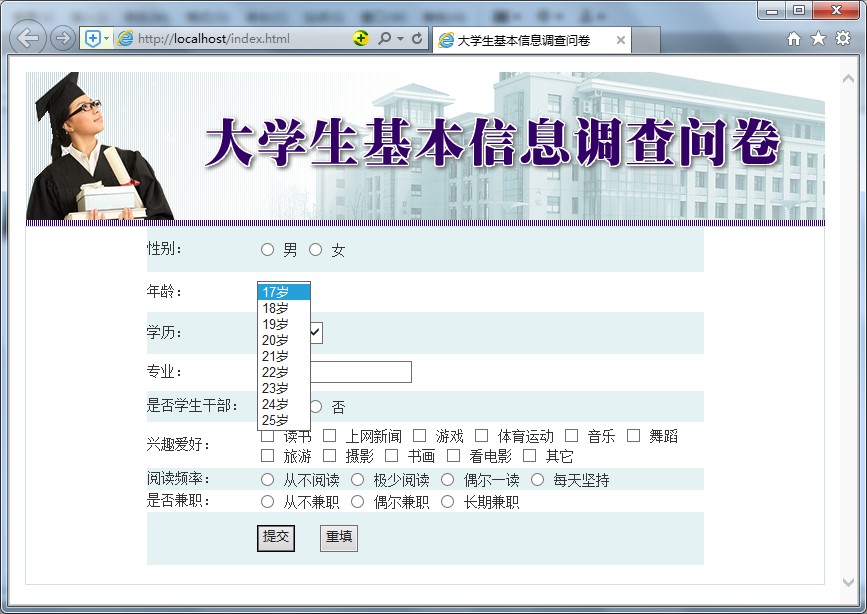 http://localhost/index.html
大学生基本信息调查问卷
大学生基本信息调查问卷
性别： 男 女
年龄：
17岁
18岁
19岁
20岁
21岁
22岁
23岁
24岁
25岁
学历：
专业：
是否学生干部： 否
兴趣爱好： 读书 上网新闻 游戏 体育运动 音乐 舞蹈
旅游 摄影 书画 看电影 其它
阅读频率： 从不阅读 极少阅读 偶尔一读 每天坚持
是否兼职： 从不兼职 偶尔兼职 长期兼职
提交 重填